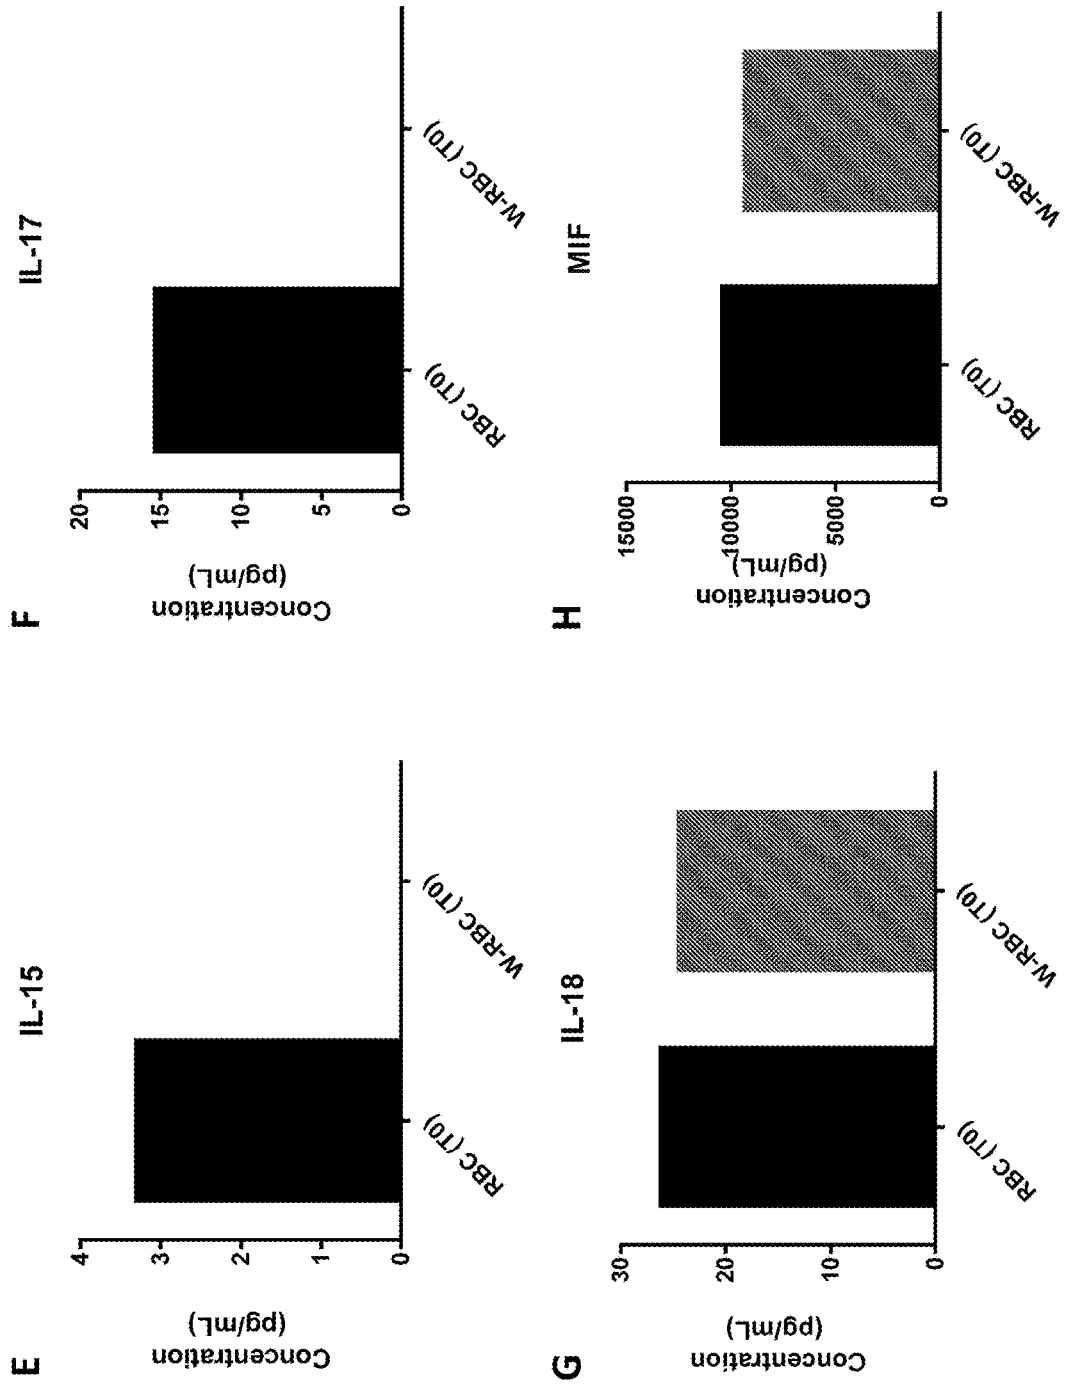 E
IL-15
Concentration
(pg/mL)
4
3
2
1
0
RBC (T0)
W-RBC (T0)
F
IL-17
Concentration
(pg/mL)
20
15
10
5
0
RBC (T0)
W-RBC (T0)
G
IL-18
Concentration
(pg/mL)
30
20
10
0
RBC (T0)
W-RBC (T0)
H
MIF
Concentration
(pg/mL)
15000
10000
5000
0
RBC (T0)
W-RBC (T0)